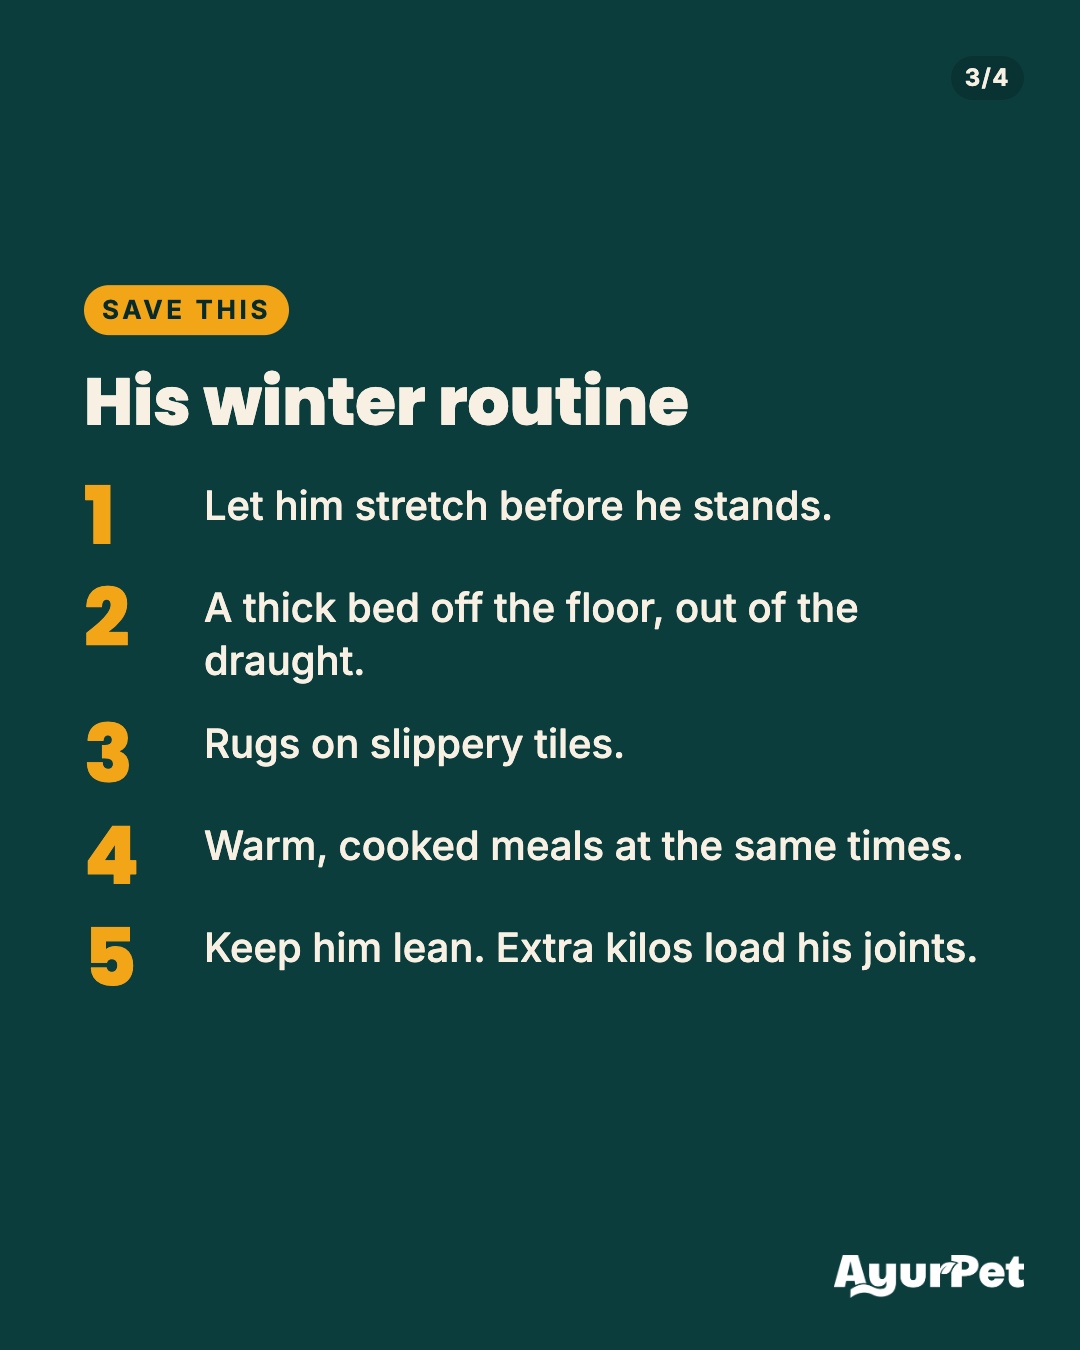 3/4
SAVE THIS
His winter routine
1 Let him stretch before he stands.
2 A thick bed off the floor, out of the
draught.
3 Rugs on slippery tiles.
4 Warm, cooked meals at the same times.
5 Keep him lean. Extra kilos load his joints.
AyurPet